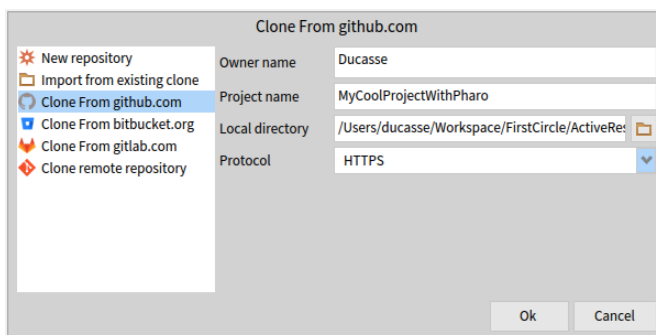 Clone From github.com
New repository
Import from existing clone
Clone From github.com
Clone From bitbucket.org
Clone From gitlab.com
Clone remote repository
Owner name Ducasse
Project name MyCoolProjectWithPharo
Local directory /Users/ducasse/Workspace/FirstCircle/ActiveRes
Protocol HTTPS
Ok Cancel